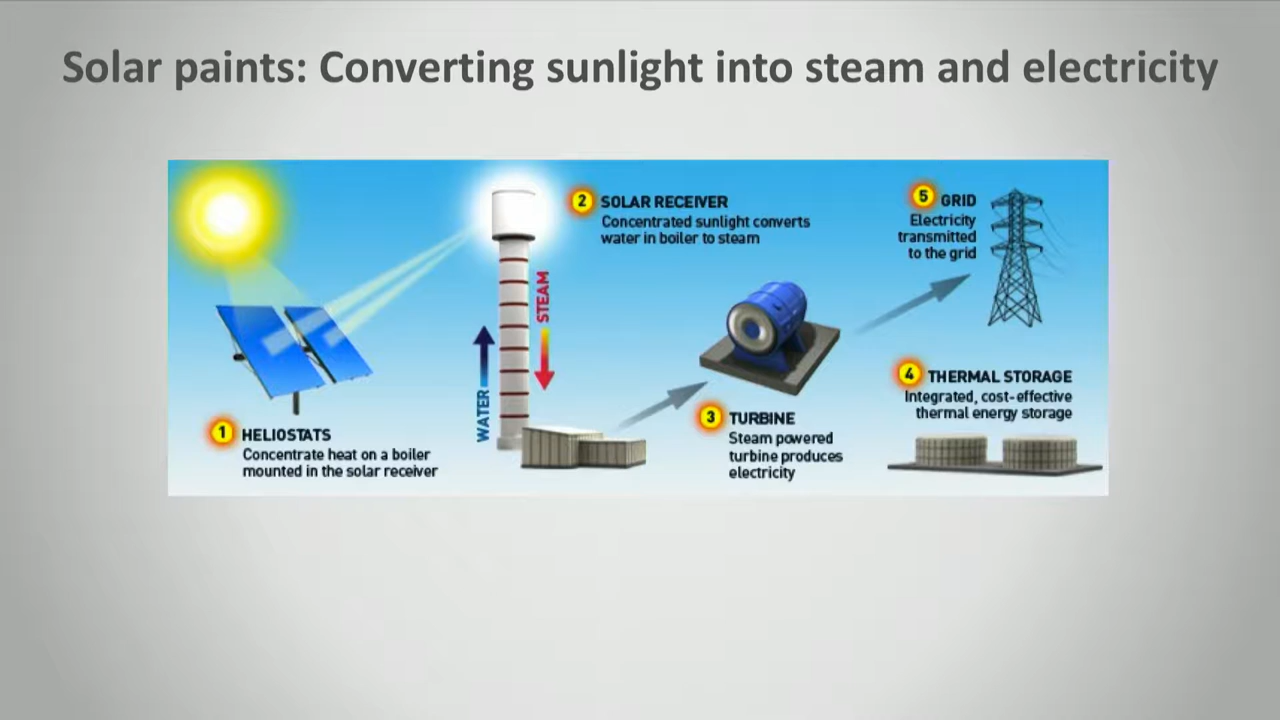 Solar paints: Converting sunlight into steam and electricity
1 HELIOSTATS
Concentrate heat on a boiler
mounted in the solar receiver
WATER
STEAM
2 SOLAR RECEIVER
Concentrated sunlight converts
water in boiler to steam
3 TURBINE
Steam powered
turbine produces
electricity
4 THERMAL STORAGE
Integrated, cost-effective
thermal energy storage
5 GRID
Electricity
transmitted
to the grid